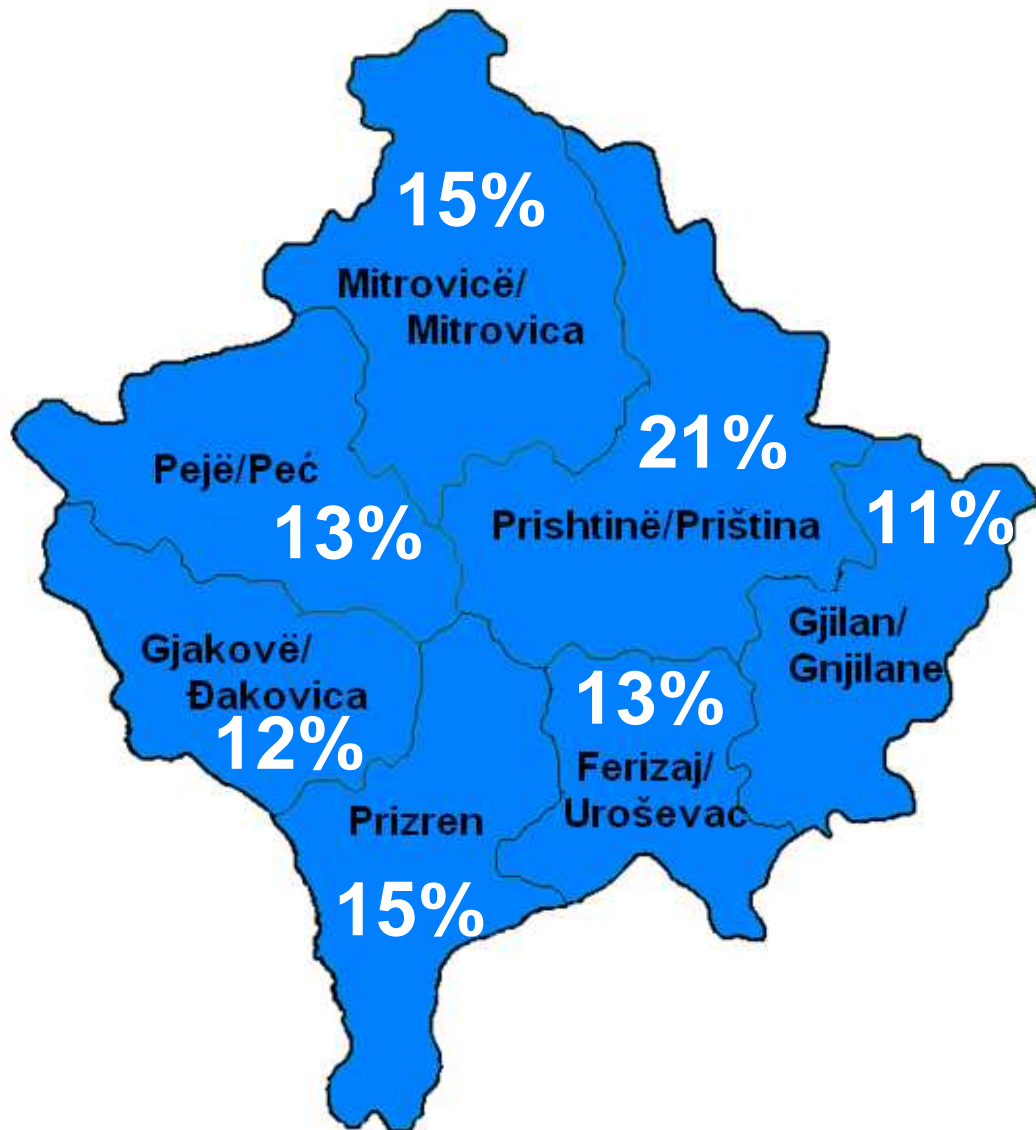 15%
Mitrovicë/
Mitrovica
21%
Pejë/Peć
13%
Prishtinë/Priština
11%
Gjilan/
Gnjilane
Gjakovë/
Đakovica
12%
13%
Ferizaj/
Uroševac
Prizren
15%